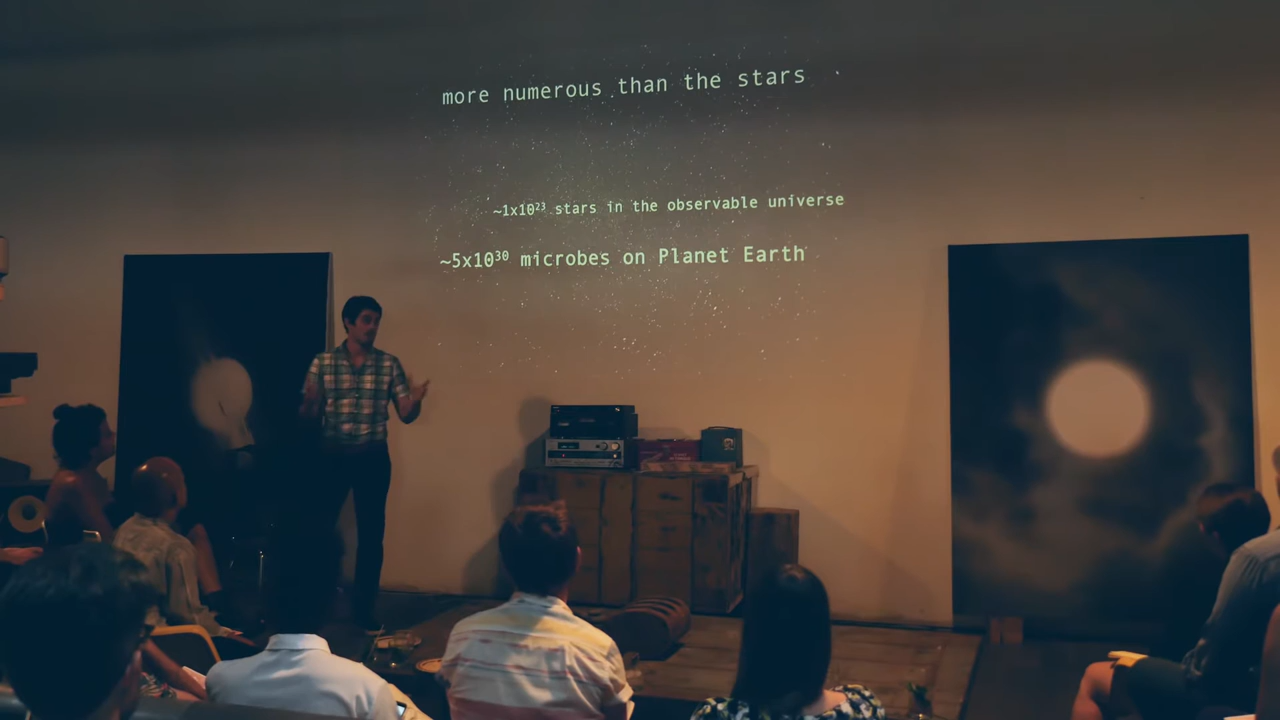 more numerous than the stars
~1x10²³ stars in the observable universe
~5x10³⁰ microbes on Planet Earth